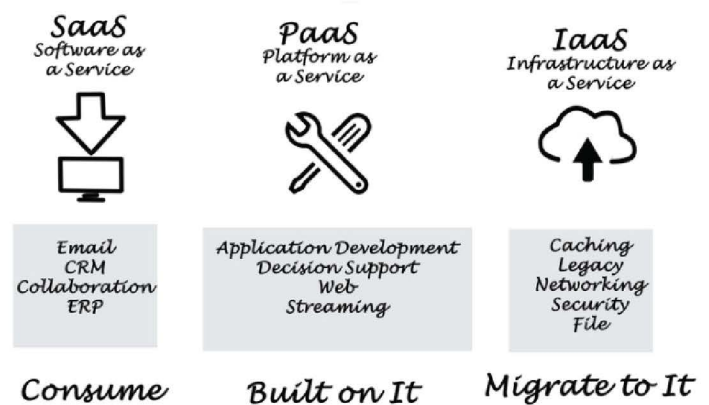 SaaS
Software as
a Service
PaaS
Platform as
a Service
IaaS
Infrastructure as
a Service
Email
CRM
Collaboration
ERP
Application Development
Decision Support
Web
Streaming
Caching
Legacy
Networking
Security
File
Consume
Built on It
Migrate to It